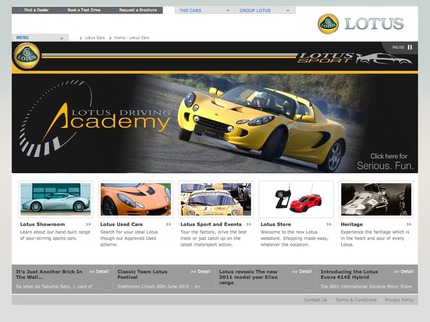 Find a Dealer Book a Test Drive Request a Brochure THE CARS GROUP LOTUS
LOTUS
MENU Lotus Cars Home - Lotus Cars
PAUSE
LOTUS
SPORT
LOTUS DRIVING
Academy
Click here for
Serious. Fun.
Lotus Showroom
Learn about our hand-built range of soul-stirring sports cars.
Lotus Used Cars
Search for your ideal Lotus though our Approved Used scheme.
Lotus Sport and Events
Tour the factory, drive the test track or just catch up on the latest motorsport action.
Lotus Store
Welcome to the new Lotus webstore. Shopping made easy, whatever the occasion.
Heritage
Experience the heritage which is in the heart and soul of every Lotus.
It's Just Another Brick In The Wall... >> Detail
So what do Takuma Sato, 1 yard of
Classic Team Lotus Festival >> Detail
Snetterton Circuit 20th June 2010 - An
Lotus reveals The new 2011 model year Elise range >> Detail
Introducing the Lotus Evora 414E Hybrid >> Detail
The 80th International Geneva Motor Show
Contact Us Terms & Conditions Privacy Policy